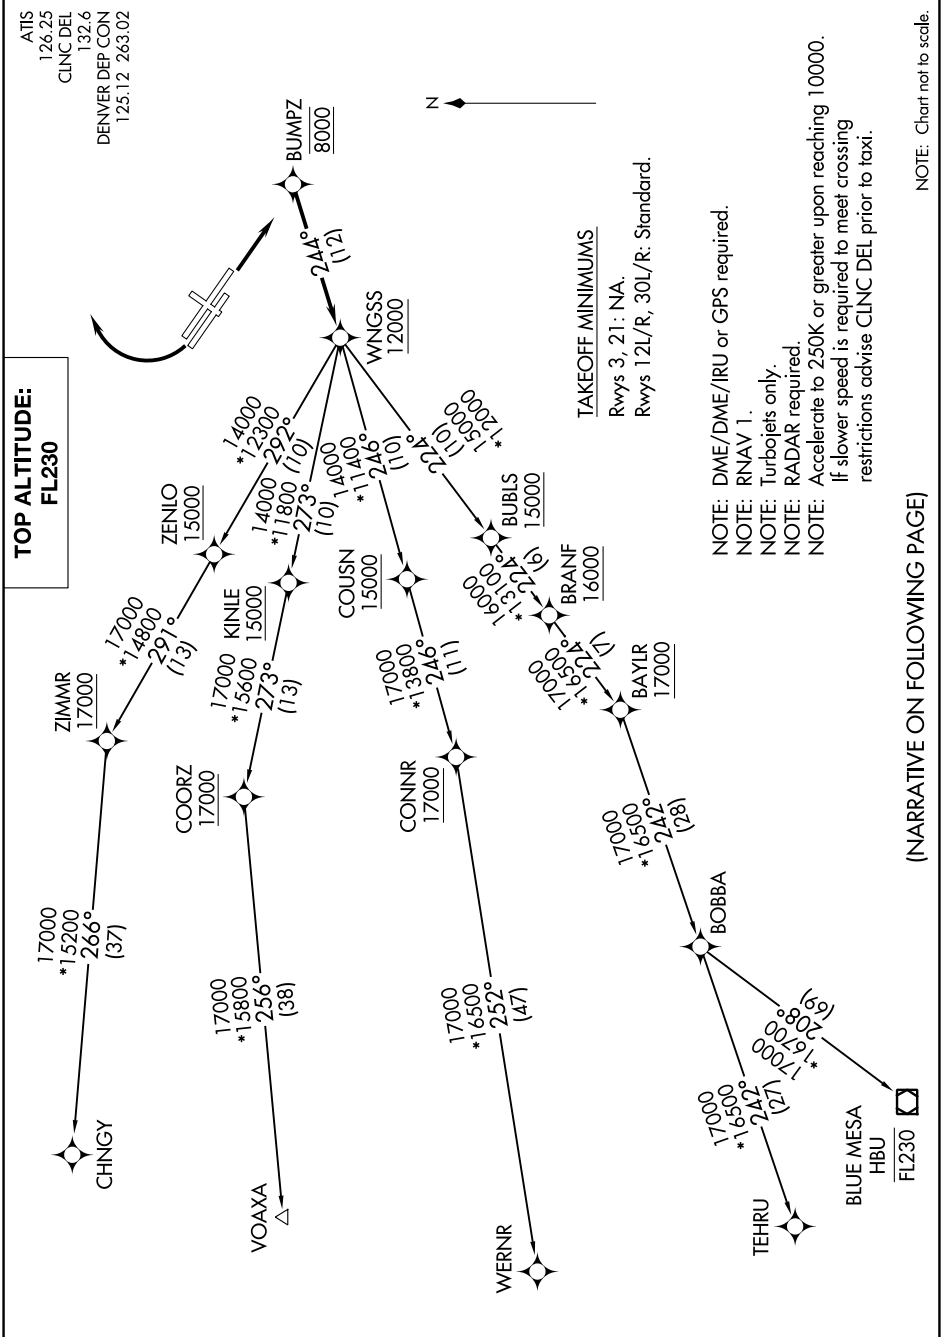 TOP ALTITUDE:
FL230
ATIS
126.25
CLNC DEL
132.6
DENVER DEP CON
125.12 263.02
N
BUMPZ
8000
244°
(12)
WNGSS
12000
14000
*12300
292°
(10)
ZENLO
15000
17000
*14800
291°
(13)
ZIMMR
17000
17000
*15200
266°
(37)
CHNGY
14000
*11800
273°
(10)
KINLE
15000
17000
*15600
273°
(13)
COORZ
17000
17000
*15800
256°
(38)
VOAXA
14000
*11400
246°
(10)
COUSN
15000
17000
*13800
246°
(11)
CONNR
17000
17000
*16500
252°
(47)
WERNR
224°
(10)
15000
*12000
BUBLS
15000
16000
*13100
224°
(6)
BRANF
16000
17000
*16500
224°
(7)
BAYLR
17000
17000
*16500
242°
(28)
BOBBA
17000
*16500
242°
(27)
TEHRU
17000
*16700
208°
(69)
BLUE MESA
HBU
FL230
TAKEOFF MINIMUMS
Rwys 3, 21: NA.
Rwys 12L/R, 30L/R: Standard.
NOTE: DME/DME/IRU or GPS required.
NOTE: RNAV 1.
NOTE: Turbojets only.
NOTE: RADAR required.
NOTE: Accelerate to 250K or greater upon reaching 10000.
If slower speed is required to meet crossing
restrictions advise CLNC DEL prior to taxi.
(NARRATIVE ON FOLLOWING PAGE)
NOTE: Chart not to scale.